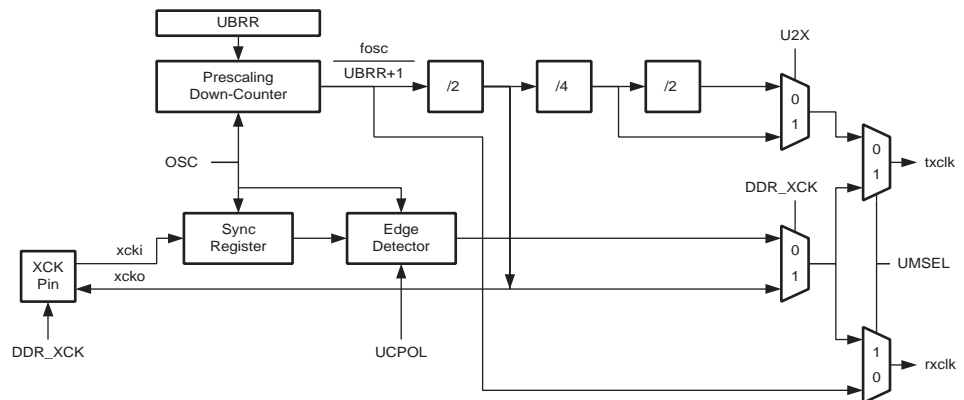 UBRR
fosc
U2X
Prescaling
Down-Counter
UBRR+1
/2
/4
/2
0
1
OSC
0
1
txclk
DDR_XCK
xcki
Sync
Register
Edge
Detector
0
1
XCK
Pin
xcko
UMSEL
DDR_XCK
UCPOL
1
0
rxclk